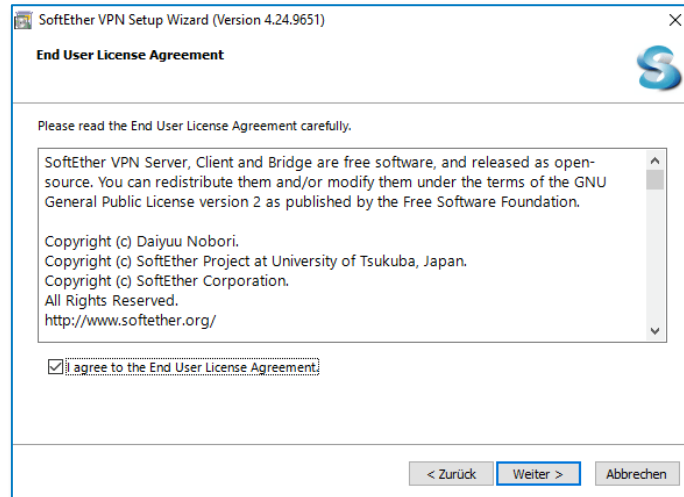 SoftEther VPN Setup Wizard (Version 4.24.9651)
End User License Agreement
Please read the End User License Agreement carefully.
SoftEther VPN Server, Client and Bridge are free software, and released as open-
source. You can redistribute them and/or modify them under the terms of the GNU
General Public License version 2 as published by the Free Software Foundation.
Copyright (c) Daiyuu Nobori.
Copyright (c) SoftEther Project at University of Tsukuba, Japan.
Copyright (c) SoftEther Corporation.
All Rights Reserved.
http://www.softether.org/
I agree to the End User License Agreement.
< Zurück Weiter > Abbrechen